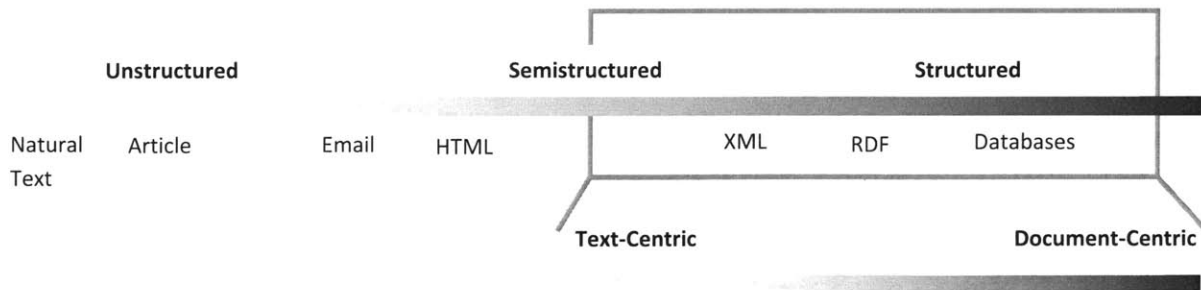 Unstructured Semistructured Structured
Natural Article Email HTML XML RDF Databases
Text
Text-Centric Document-Centric